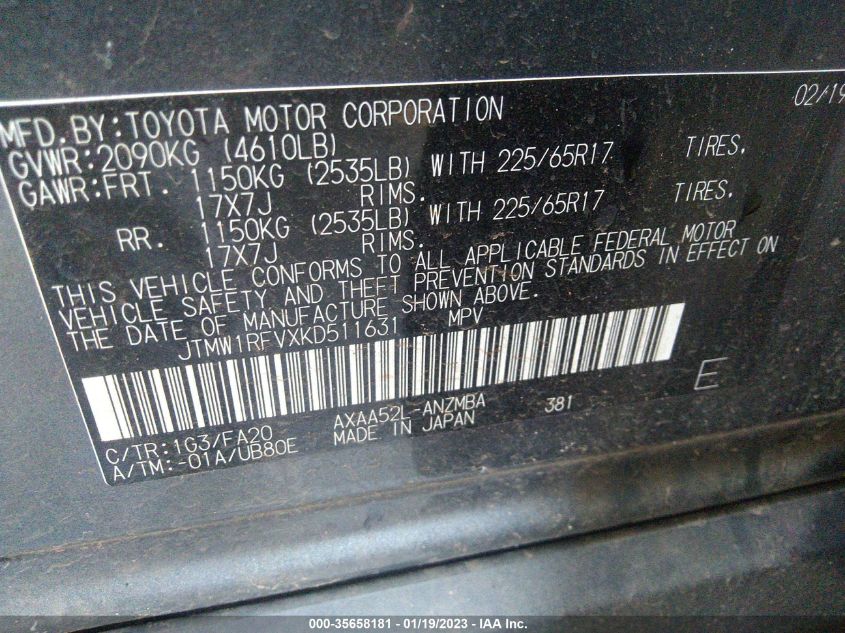 02/19
MFD.BY:TOYOTA MOTOR CORPORATION
GVWR:2090KG (4610LB)
GAWR:FRT. 1150KG (2535LB) WITH 225/65R17 TIRES,
17X7J RIMS.
RR. 1150KG (2535LB) WITH 225/65R17 TIRES,
17X7J RIMS.
THIS VEHICLE CONFORMS TO ALL APPLICABLE FEDERAL MOTOR
VEHICLE SAFETY AND THEFT PREVENTION STANDARDS IN EFFECT ON
THE DATE OF MANUFACTURE SHOWN ABOVE.
JTMW1RFVXKD511631 MPV
E
C/TR:1G3/FA20 AXAA52L-ANZMBA 381
A/TM:-01A/UB80E MADE IN JAPAN
000-35658181 - 01/19/2023 - IAA Inc.